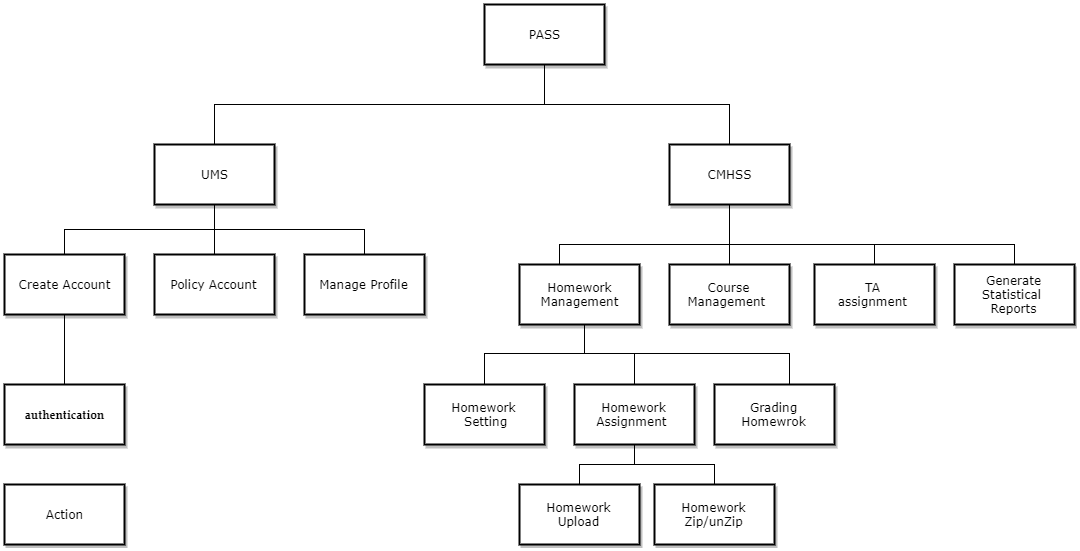 PASS
UMS
CMHSS
Create Account
Policy Account
Manage Profile
Homework
Management
Course
Management
TA
assignment
Generate
Statistical
Reports
authentication
Homework
Setting
Homework
Assignment
Grading
Homewrok
Action
Homework
Upload
Homework
Zip/unZip